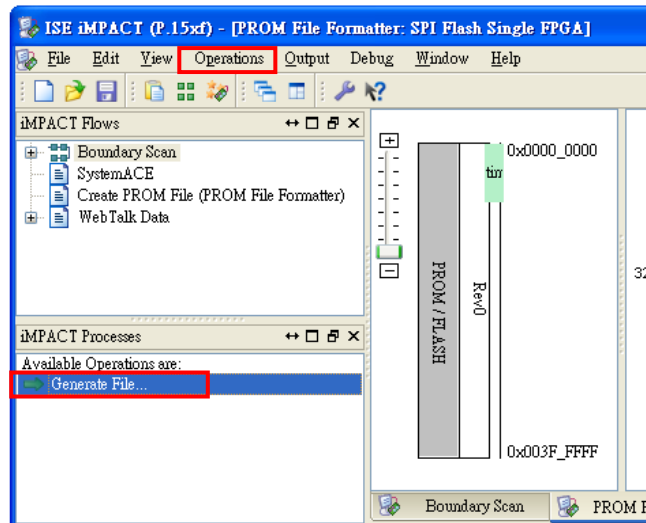 ISE iMPACT (P.15xf) - [PROM File Formatter: SPI Flash Single FPGA]
File Edit View Operations Output Debug Window Help
iMPACT Flows
Boundary Scan
SystemACE
Create PROM File (PROM File Formatter)
WebTalk Data
iMPACT Processes
Available Operations are:
Generate File...
0x0000_0000
tim
PROM / FLASH
Rev0
0x003F_FFFF
32
Boundary Scan
PROM F